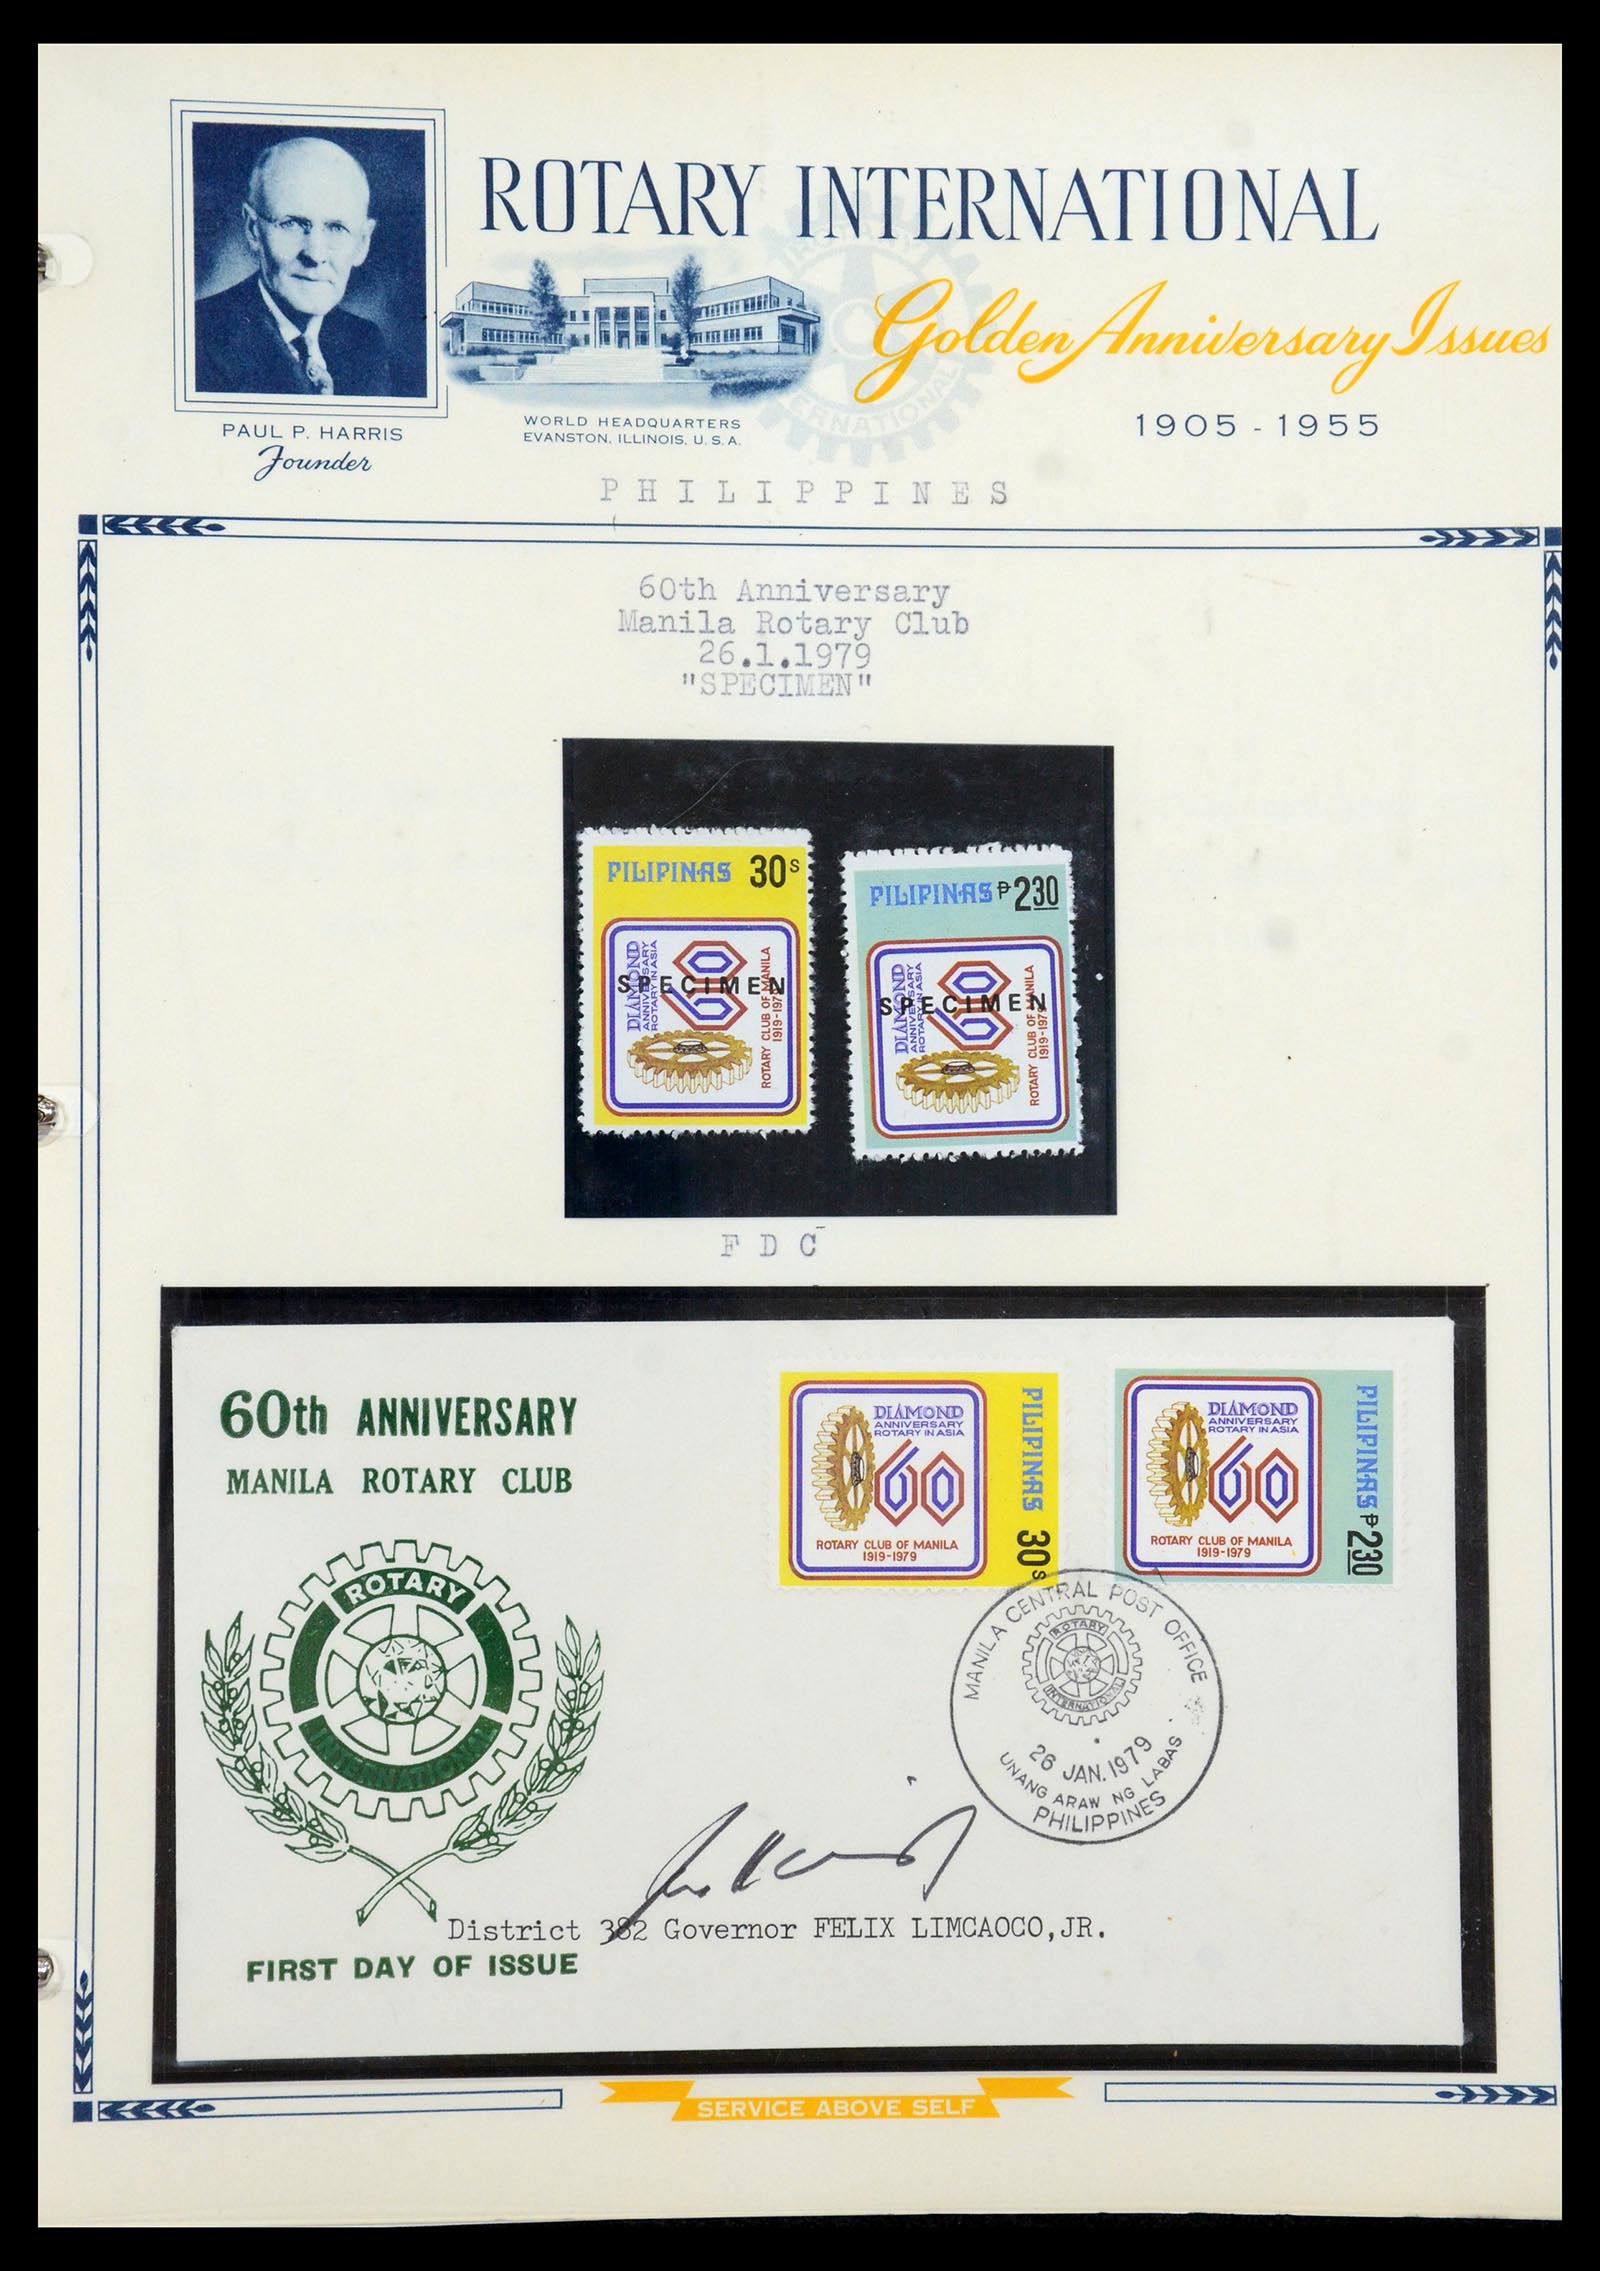 ROTARY INTERNATIONAL
Golden Anniversary Issues
1905 - 1955
PAUL P. HARRIS
Founder
WORLD HEADQUARTERS
EVANSTON, ILLINOIS, U.S.A.
PHILIPPINES
60th Anniversary
Manila Rotary Club
26.1.1979
"SPECIMEN"
PILIPINAS 30s
DIAMOND
ANNIVERSARY
ROTARY IN ASIA
60
ROTARY CLUB OF MANILA
1919-1979
SPECIMEN
PILIPINAS ₱2.30
DIAMOND
ANNIVERSARY
ROTARY IN ASIA
60
ROTARY CLUB OF MANILA
1919-1979
SPECIMEN
FDC
60th ANNIVERSARY
MANILA ROTARY CLUB
ROTARY
INTERNATIONAL
FIRST DAY OF ISSUE
DIAMOND
ANNIVERSARY
ROTARY IN ASIA
60
ROTARY CLUB OF MANILA
1919-1979
PILIPINAS 30s
DIAMOND
ANNIVERSARY
ROTARY IN ASIA
60
ROTARY CLUB OF MANILA
1919-1979
PILIPINAS ₱2.30
MANILA CENTRAL POST OFFICE
ROTARY
INTERNATIONAL
26 JAN. 1979
UNANG ARAW NG LABAS
PHILIPPINES
District 382 Governor FELIX LIMCAOCO,JR.
SERVICE ABOVE SELF